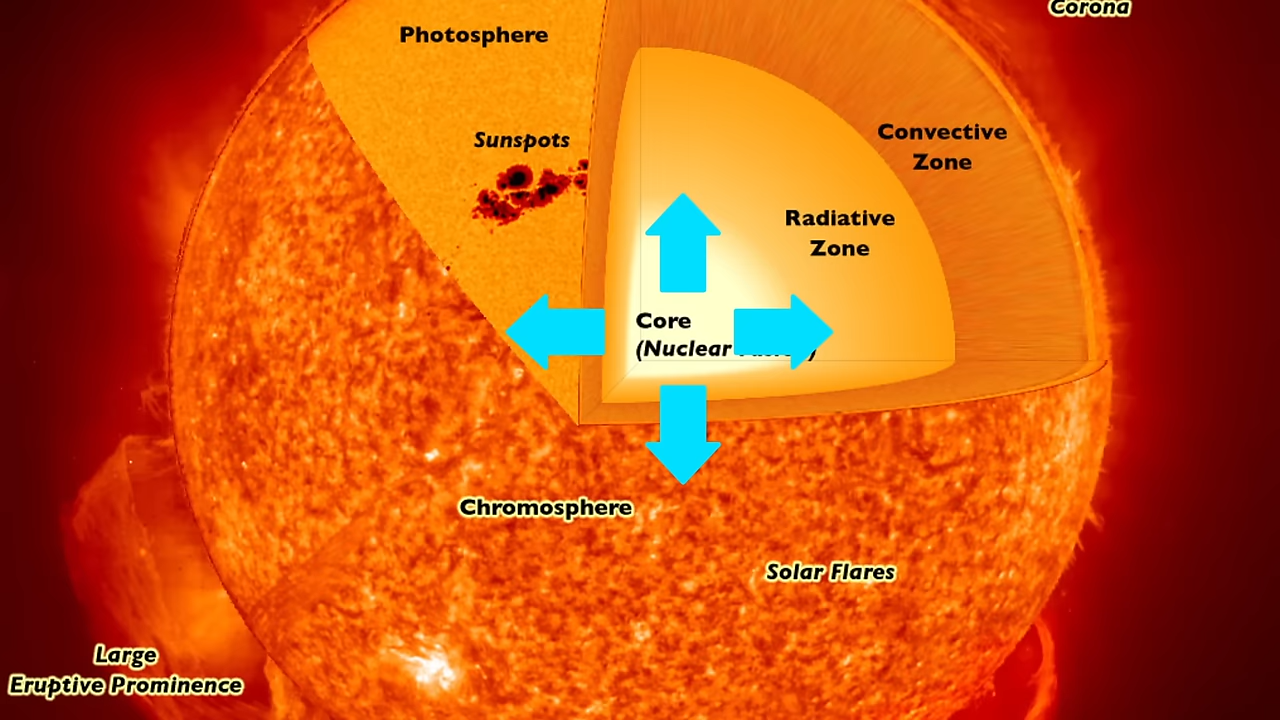 Corona
Photosphere
Sunspots
Convective
Zone
Radiative
Zone
Core
(Nuclear
Chromosphere
Solar Flares
Large
Eruptive Prominence